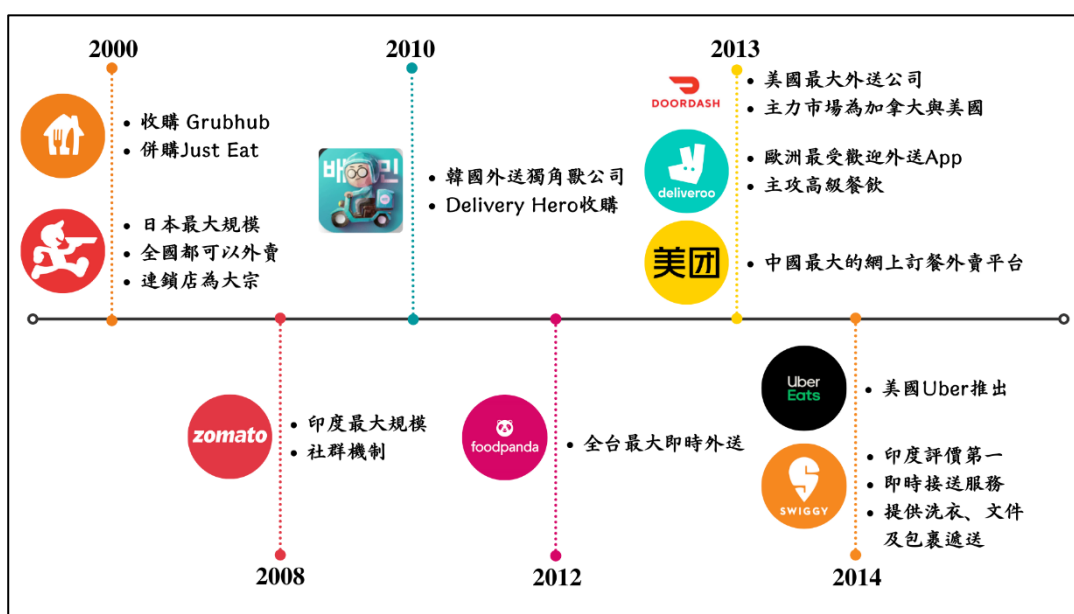 2000
收購 Grubhub
併購Just Eat
日本最大規模
全國都可以外賣
連鎖店為大宗
2010
韓國外送獨角獸公司
Delivery Hero收購
2013
DOORDASH
美國最大外送公司
主力市場為加拿大與美國
deliveroo
歐洲最受歡迎外送App
主攻高級餐飲
美团
中國最大的網上訂餐外賣平台
zomato
印度最大規模
社群機制
2008
foodpanda
全台最大即時外送
2012
Uber
Eats
美國Uber推出
SWIGGY
印度評價第一
即時接送服務
提供洗衣、文件
及包裹遞送
2014